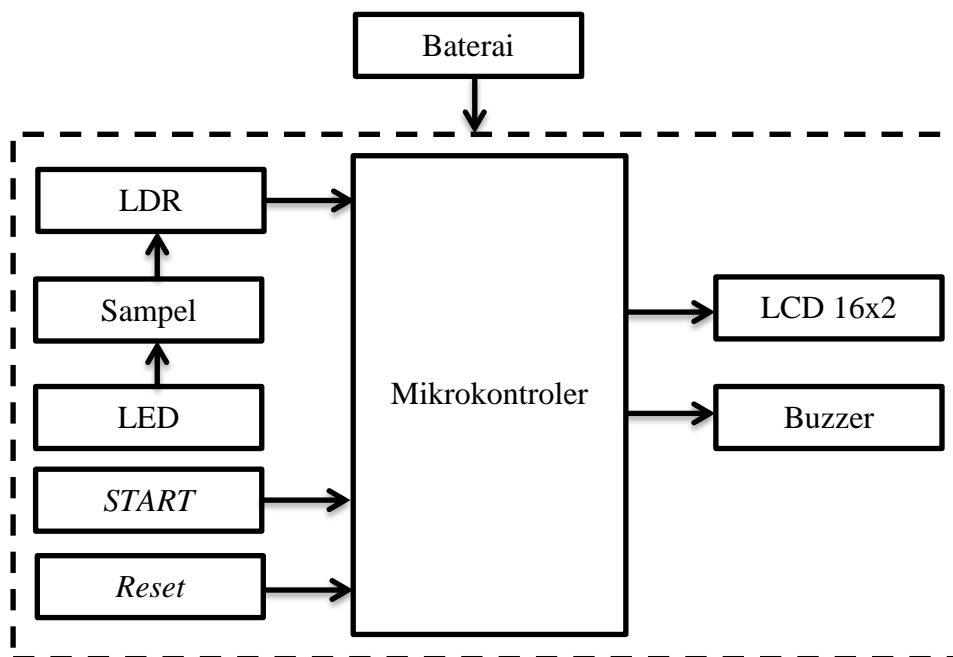 Baterai
LDR
Sampel
LED
START
Reset
Mikrokontroler
LCD 16x2
Buzzer